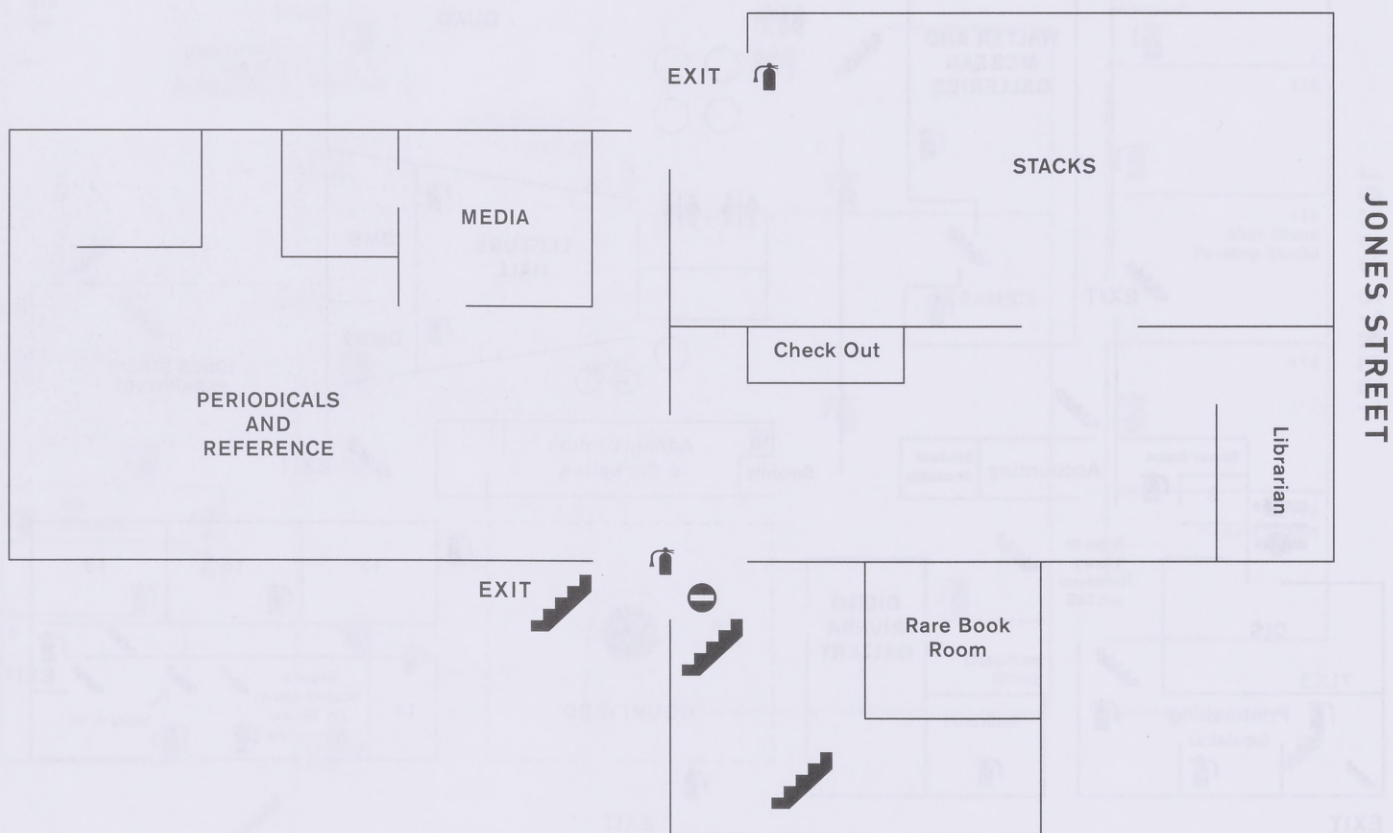 EXIT
STACKS
MEDIA
JONES STREET
Check Out
PERIODICALS
AND
REFERENCE
Librarian
EXIT
Rare Book
Room